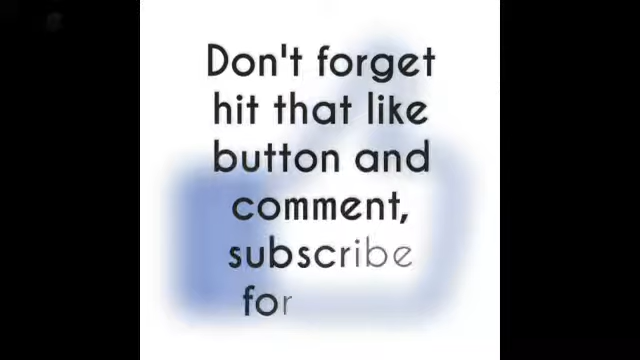 Don't forget
hit that like
button and
comment,
subscribe
for